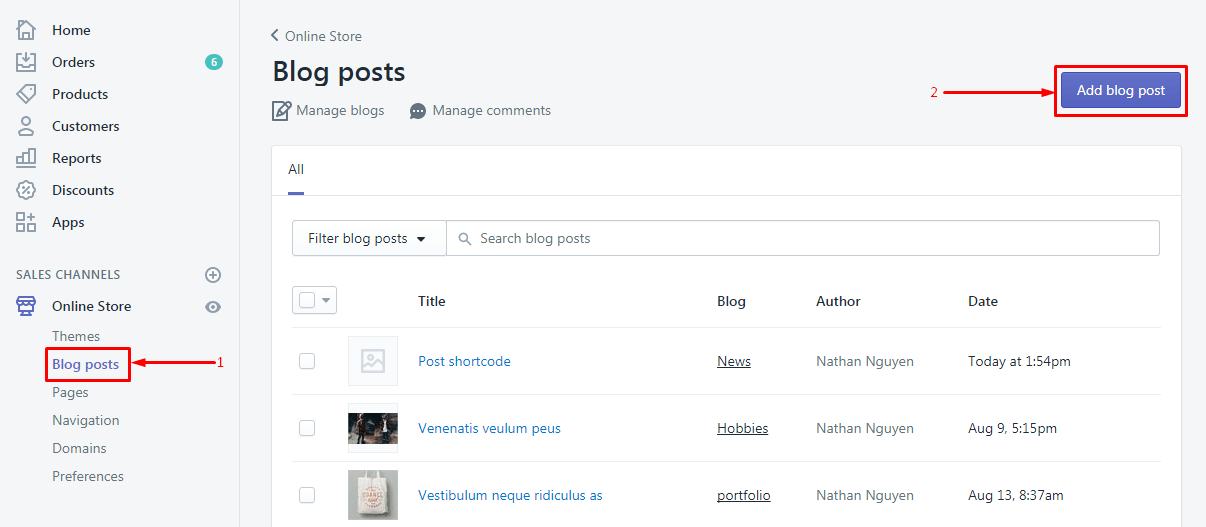 Home
Orders 6
Products
Customers
Reports
Discounts
Apps
SALES CHANNELS
Online Store
Themes
Blog posts 1
Pages
Navigation
Domains
Preferences
Online Store
Blog posts
Manage blogs Manage comments
2 Add blog post
All
Filter blog posts Search blog posts
Title Blog Author Date
Post shortcode News Nathan Nguyen Today at 1:54pm
Venenatis veulum peus Hobbies Nathan Nguyen Aug 9, 5:15pm
Vestibulum neque ridiculus as portfolio Nathan Nguyen Aug 13, 8:37am